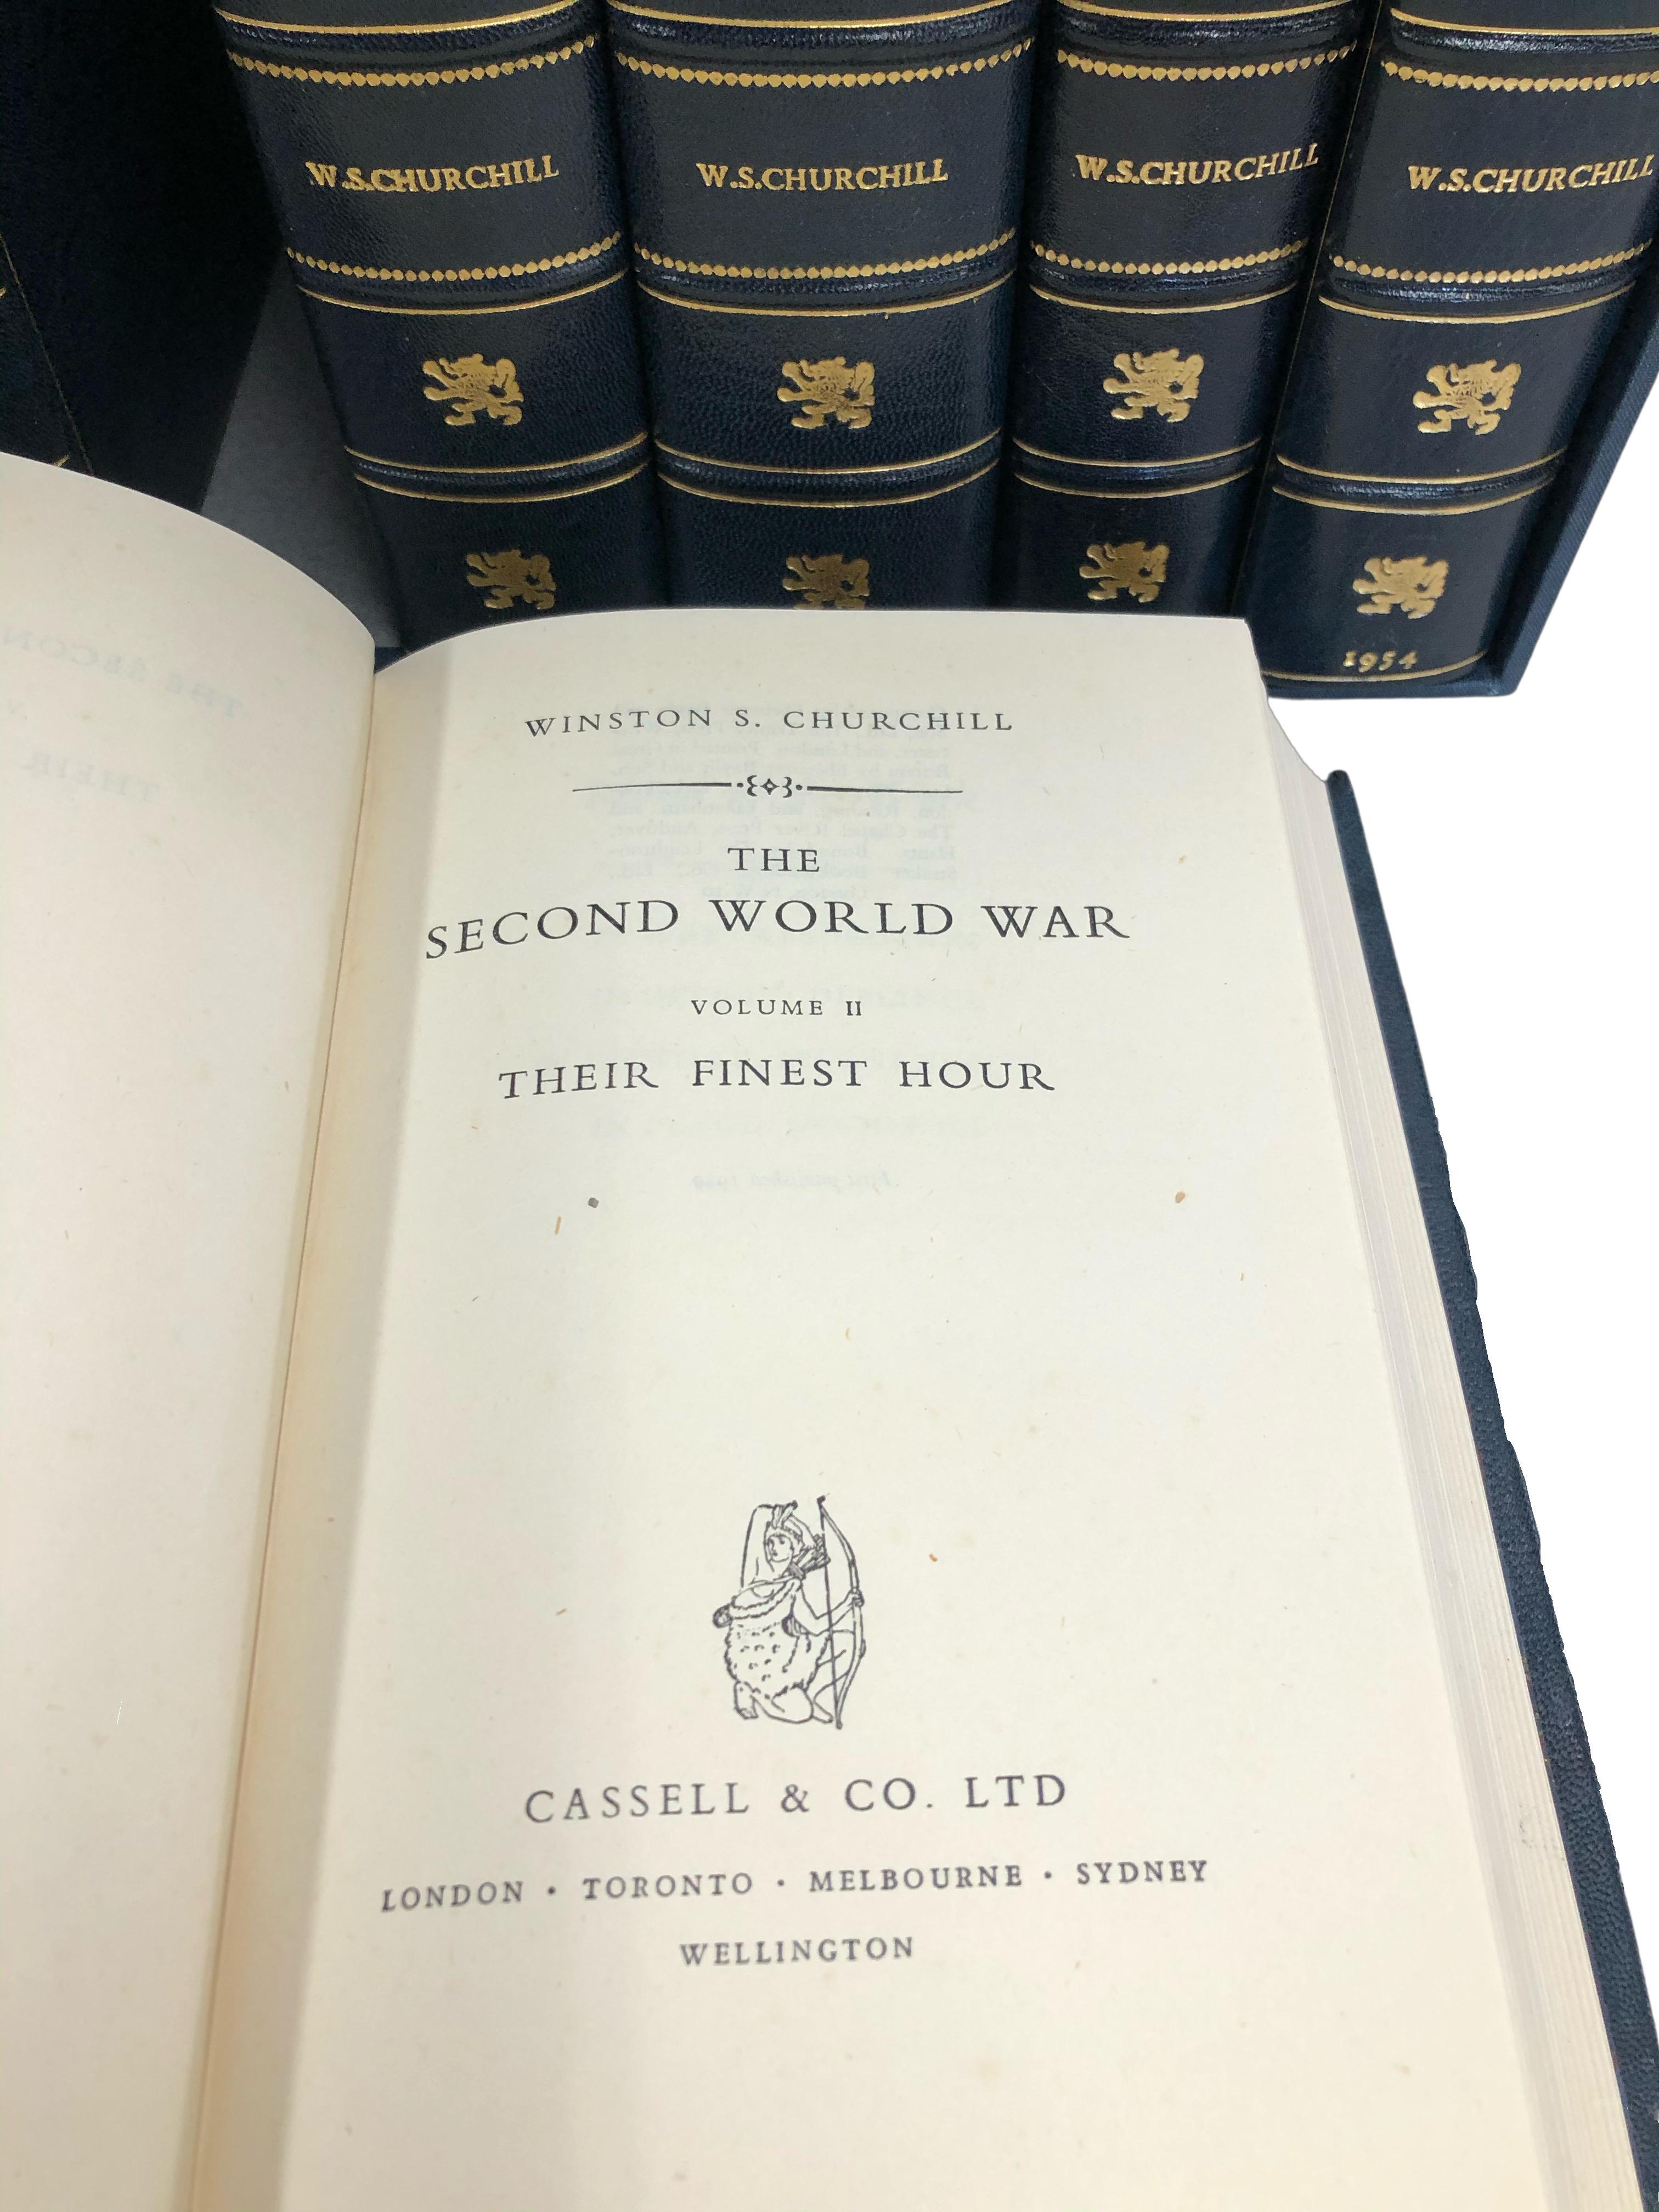 W.S.CHURCHILL
W.S.CHURCHILL
W.S.CHURCHILL
W.S.CHURCHILL
1954
WINSTON S. CHURCHILL
THE
SECOND WORLD WAR
VOLUME II
THEIR FINEST HOUR
CASSELL & CO. LTD
LONDON · TORONTO · MELBOURNE · SYDNEY
WELLINGTON